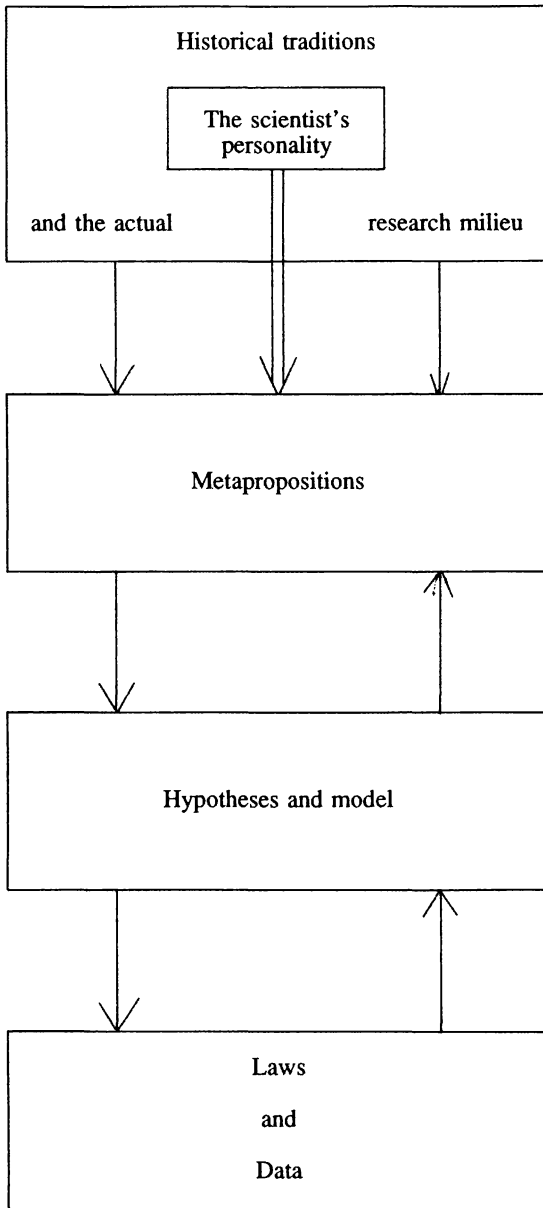 Historical traditions
The scientist's
personality
and the actual
research milieu
Metapropositions
Hypotheses and model
Laws
and
Data